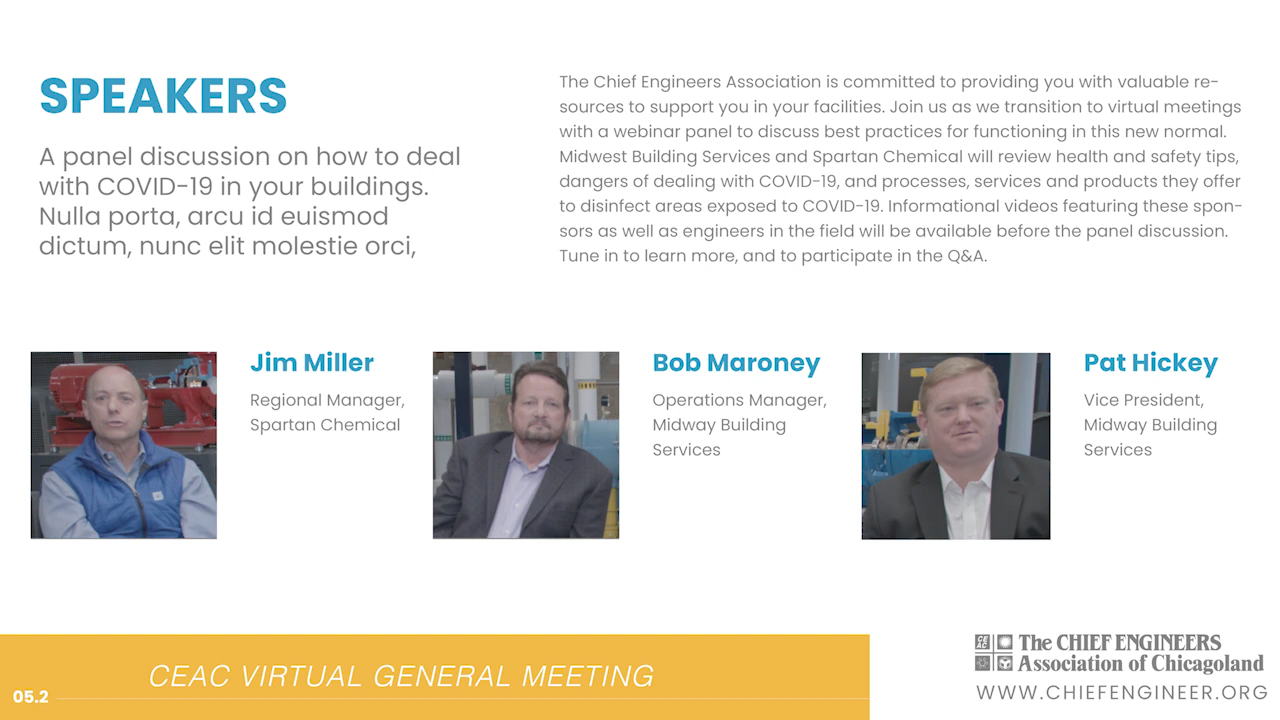 SPEAKERS
A panel discussion on how to deal
with COVID-19 in your buildings.
Nulla porta, arcu id euismod
dictum, nunc elit molestie orci,
The Chief Engineers Association is committed to providing you with valuable re-
sources to support you in your facilities. Join us as we transition to virtual meetings
with a webinar panel to discuss best practices for functioning in this new normal.
Midwest Building Services and Spartan Chemical will review health and safety tips,
dangers of dealing with COVID-19, and processes, services and products they offer
to disinfect areas exposed to COVID-19. Informational videos featuring these spon-
sors as well as engineers in the field will be available before the panel discussion.
Tune in to learn more, and to participate in the Q&A.
Jim Miller
Regional Manager,
Spartan Chemical
Bob Maroney
Operations Manager,
Midway Building
Services
Pat Hickey
Vice President,
Midway Building
Services
CEAC VIRTUAL GENERAL MEETING
05.2
The CHIEF ENGINEERS
Association of Chicagoland
WWW.CHIEFENGINEER.ORG